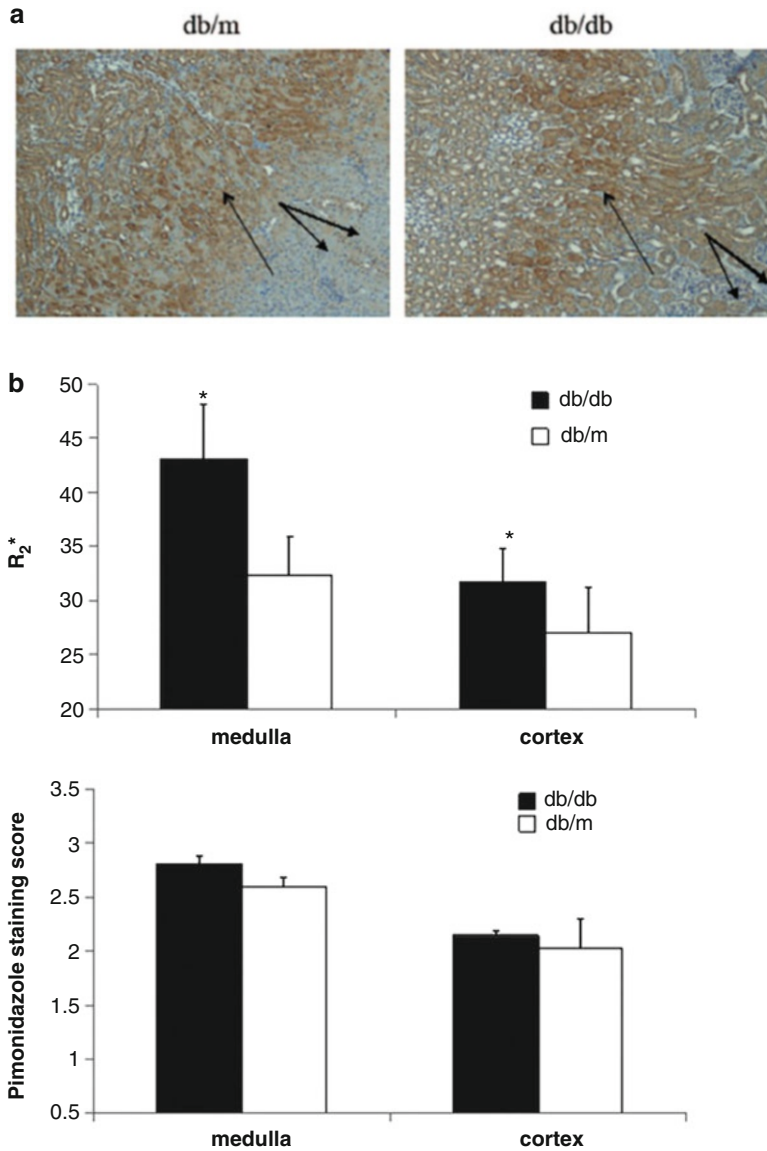 a
db/m
db/db
b
50
45
40
35
30
25
20
R2*
*
*
db/db
db/m
medulla
cortex
3.5
3
2.5
2
1.5
1
0.5
Pimonidazole staining score
db/db
db/m
medulla
cortex